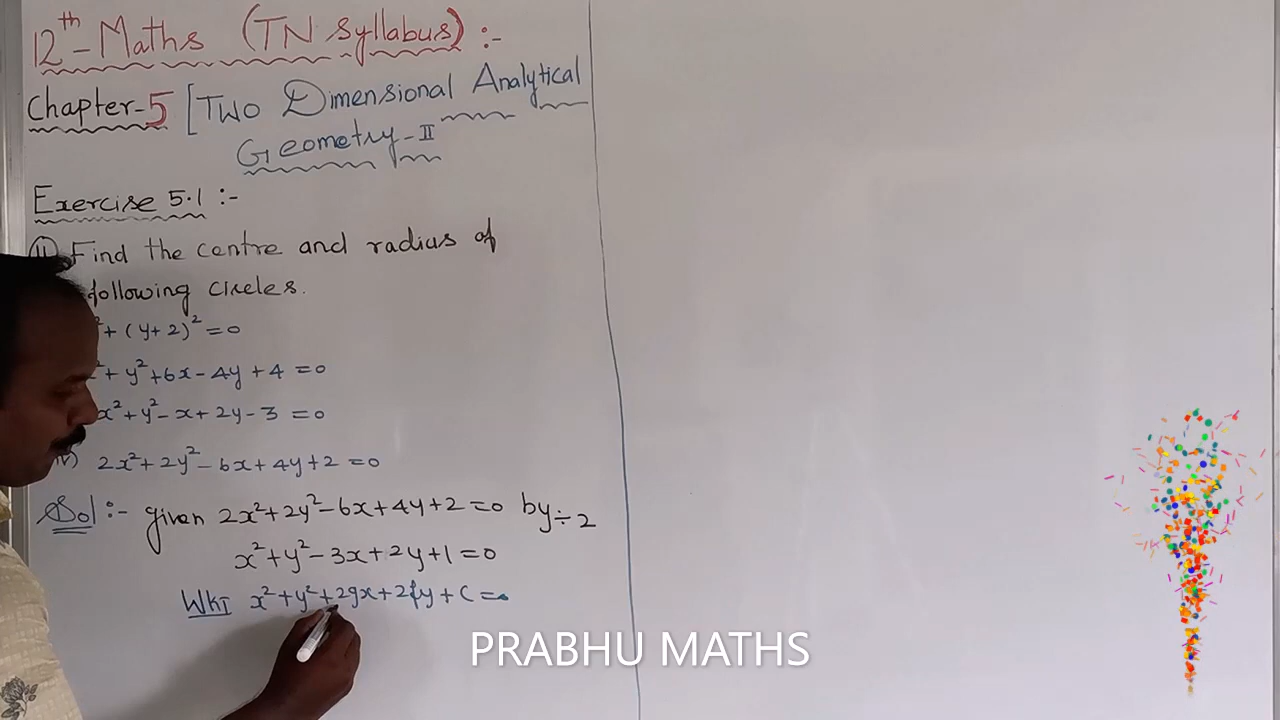 12th - Maths (TN Syllabus) :-
Chapter-5 [Two Dimensional Analytical
Geometry-II
Exercise 5.1 :-
Find the centre and radius of
following circles.
+ (y+2)² = 0
² + y² + 6x - 4y + 4 = 0
x² + y² - x + 2y - 3 = 0
iv) 2x² + 2y² - 6x + 4y + 2 = 0
Sol :- given 2x² + 2y² - 6x + 4y + 2 = 0 by ÷ 2
x² + y² - 3x + 2y + 1 = 0
WKT x² + y² + 2gx + 2fy + c =
PRABHU MATHS